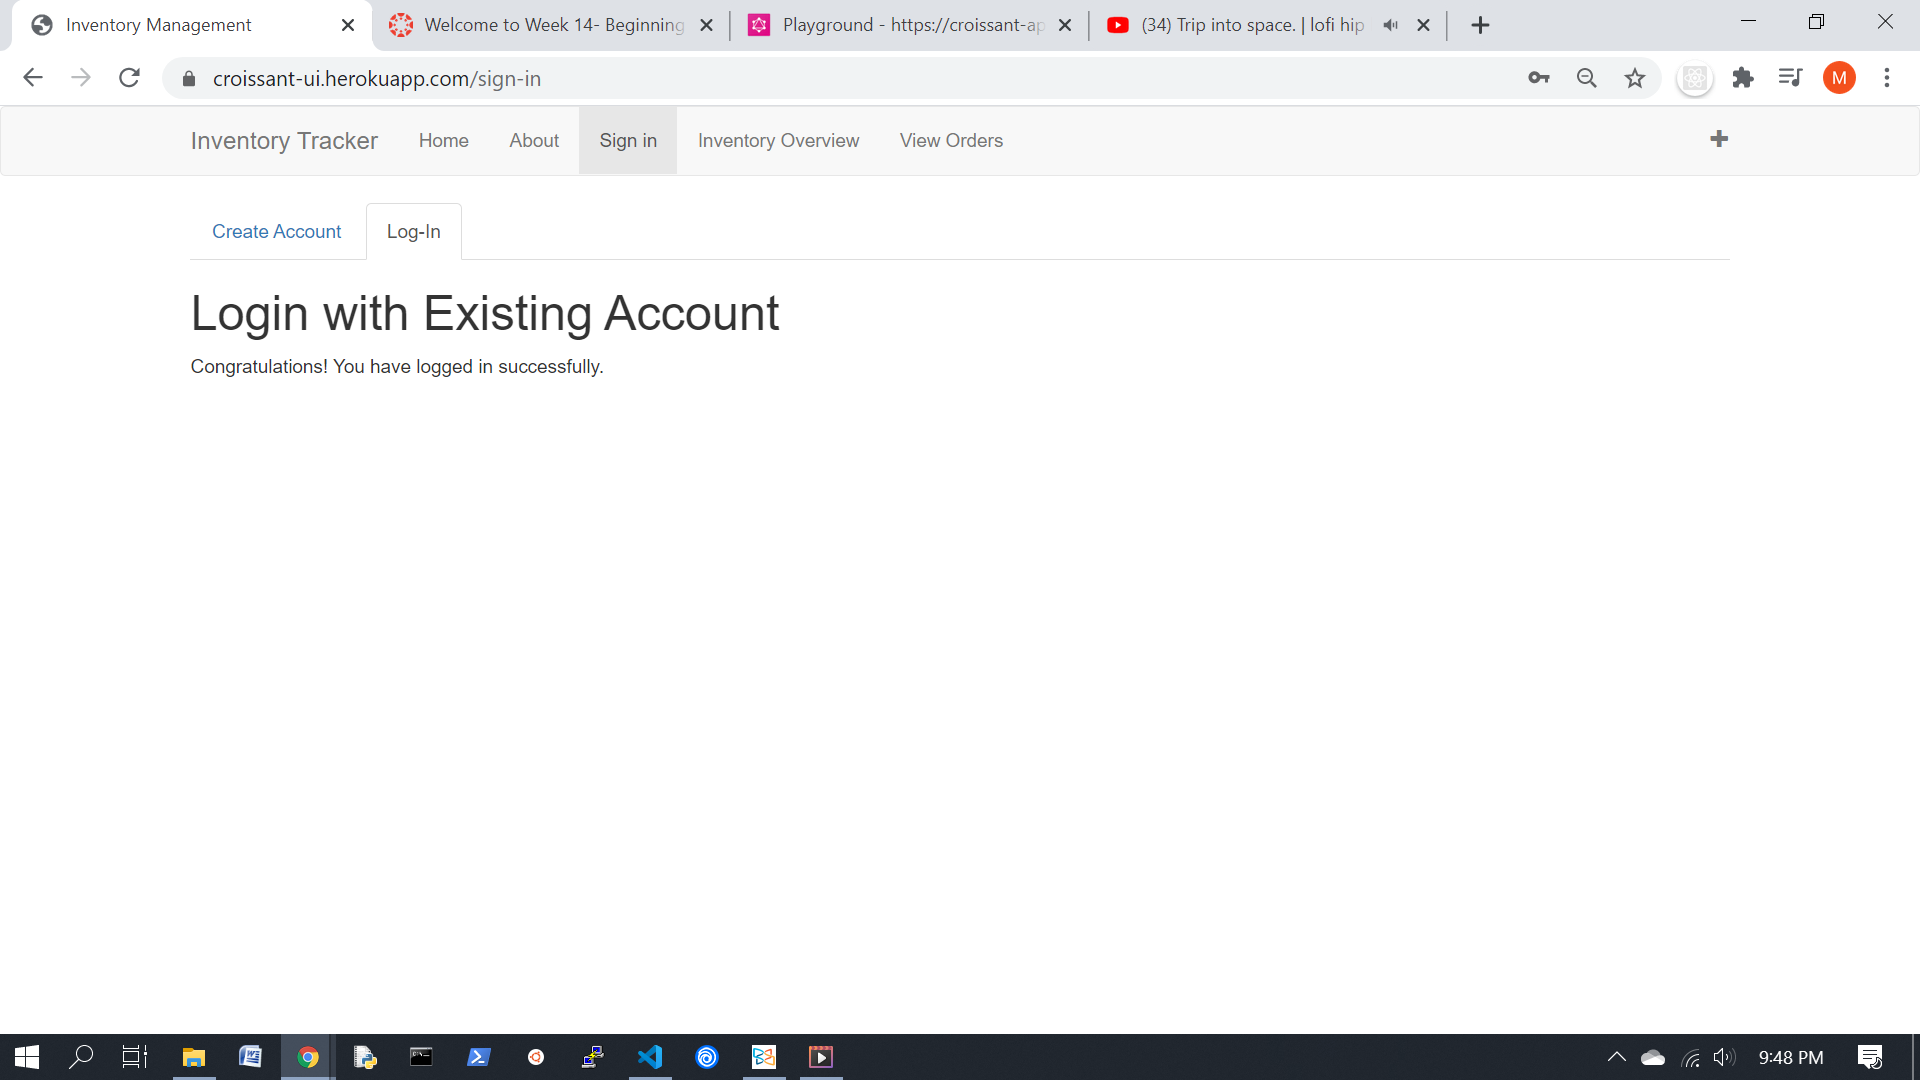 Inventory Management
Welcome to Week 14- Beginning
Playground - https://croissant-ap
(34) Trip into space. | lofi hip
croissant-ui.herokuapp.com/sign-in
M
Inventory Tracker Home About Sign in Inventory Overview View Orders
Create Account Log-In
Login with Existing Account
Congratulations! You have logged in successfully.
9:48 PM